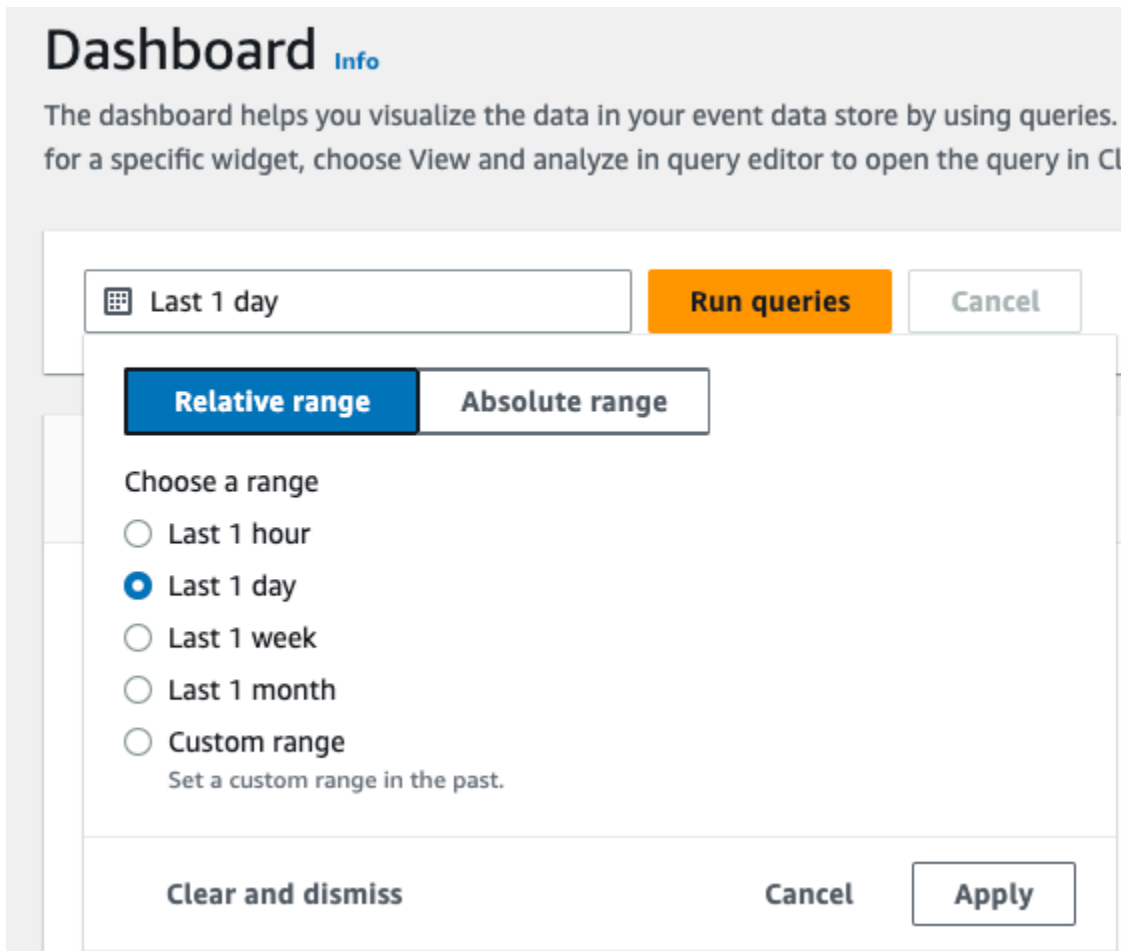 Dashboard Info
The dashboard helps you visualize the data in your event data store by using queries.
for a specific widget, choose View and analyze in query editor to open the query in
Last 1 day
Run queries
Cancel
Relative range
Absolute range
Choose a range
Last 1 hour
Last 1 day
Last 1 week
Last 1 month
Custom range
Set a custom range in the past.
Clear and dismiss
Cancel
Apply